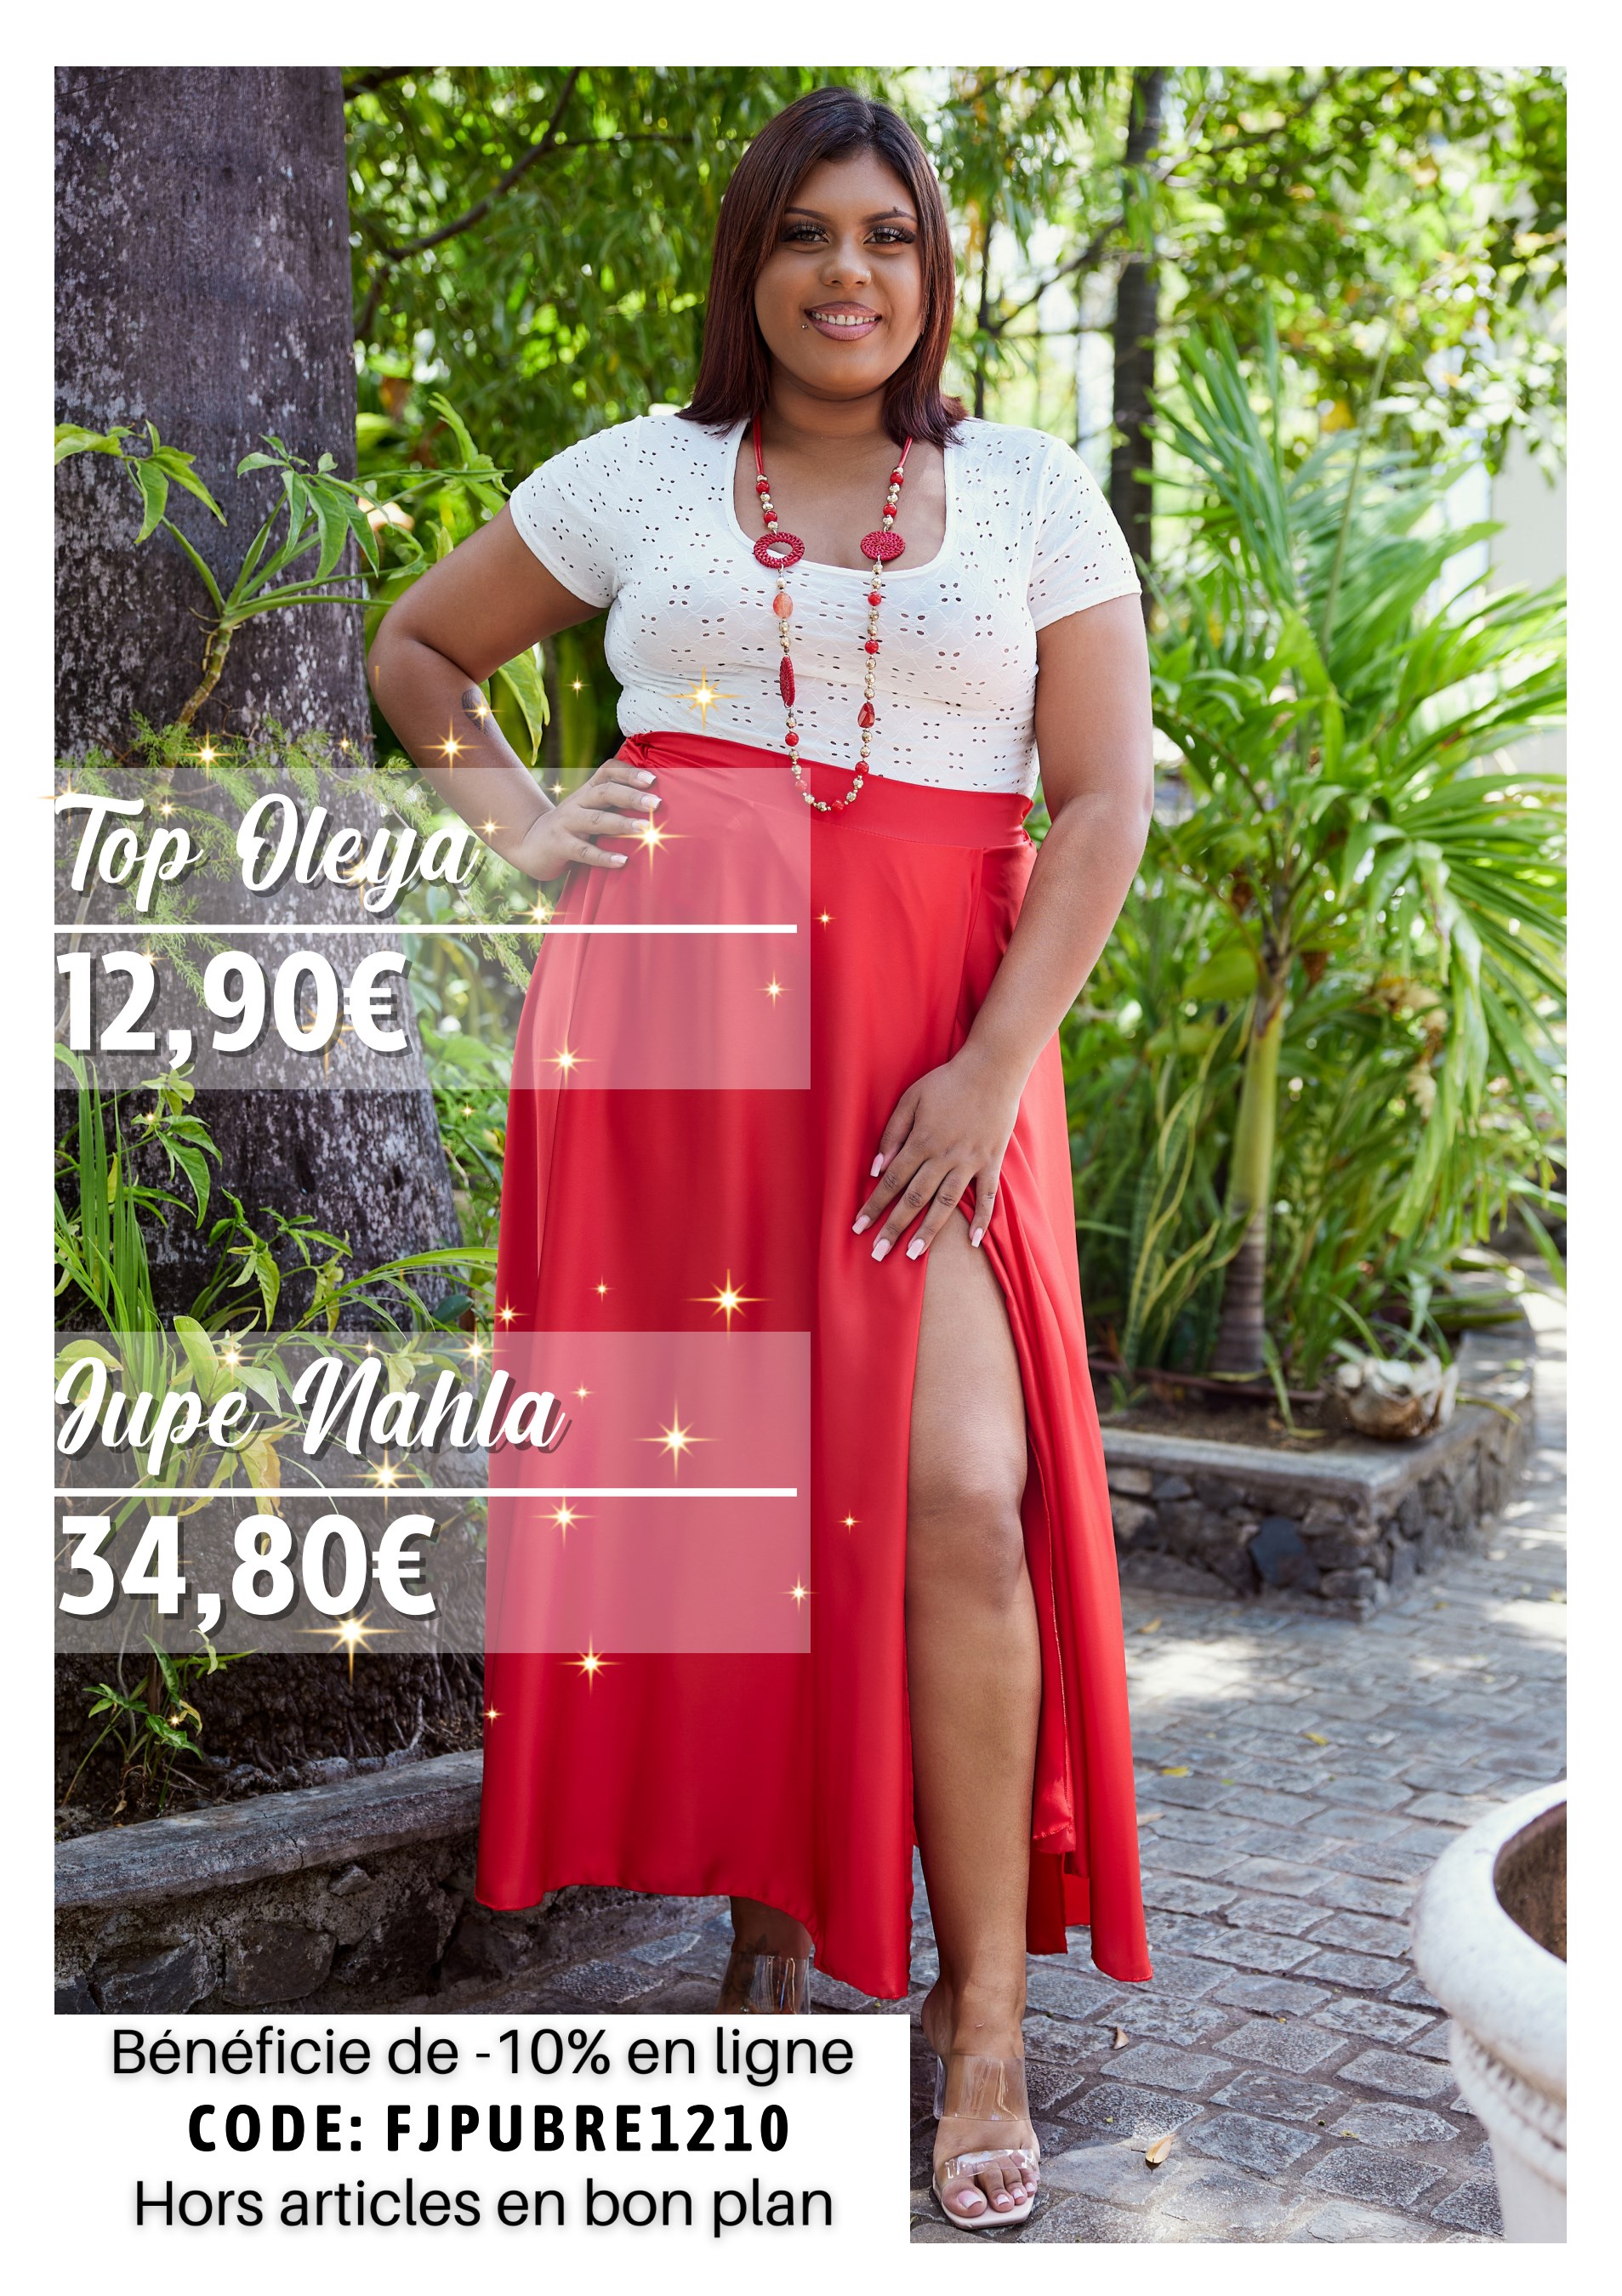 Top Oleya
12,90€
Jupe Nahla
34,80€
Bénéficie de -10% en ligne
CODE: FJPUBRE1210
Hors articles en bon plan